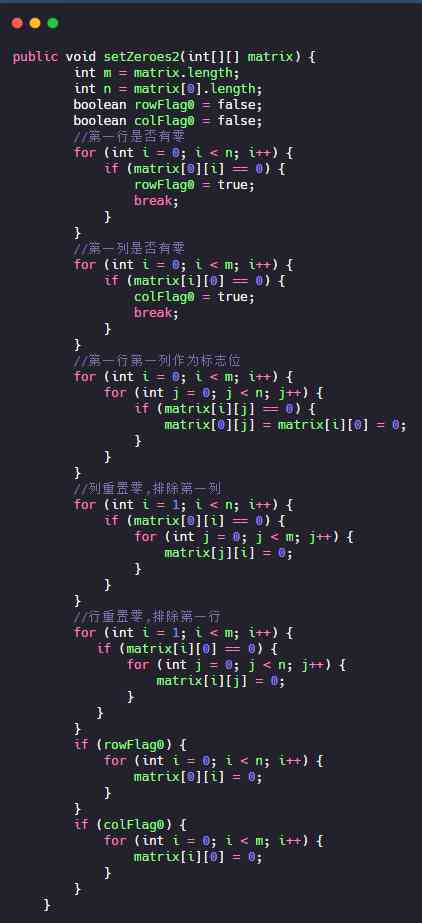 public void setZeroes2(int[][] matrix) {
        int m = matrix.length;
        int n = matrix[0].length;
        boolean rowFlag0 = false;
        boolean colFlag0 = false;
        //第一行是否有零
        for (int i = 0; i < n; i++) {
            if (matrix[0][i] == 0) {
                rowFlag0 = true;
                break;
            }
        }
        //第一列是否有零
        for (int i = 0; i < m; i++) {
            if (matrix[i][0] == 0) {
                colFlag0 = true;
                break;
            }
        }
        //第一行第一列作为标志位
        for (int i = 0; i < m; i++) {
            for (int j = 0; j < n; j++) {
                if (matrix[i][j] == 0) {
                    matrix[0][j] = matrix[i][0] = 0;
                }
            }
        }
        //列重置零,排除第一列
        for (int i = 1; i < n; i++) {
            if (matrix[0][i] == 0) {
                for (int j = 0; j < m; j++) {
                    matrix[j][i] = 0;
                }
            }
        }
        //行重置零,排除第一行
        for (int i = 1; i < m; i++) {
           if (matrix[i][0] == 0) {
               for (int j = 0; j < n; j++) {
                   matrix[i][j] = 0;
               }
           }
        }
        if (rowFlag0) {
            for (int i = 0; i < n; i++) {
                matrix[0][i] = 0;
            }
        }
        if (colFlag0) {
            for (int i = 0; i < m; i++) {
                matrix[i][0] = 0;
            }
        }
    }